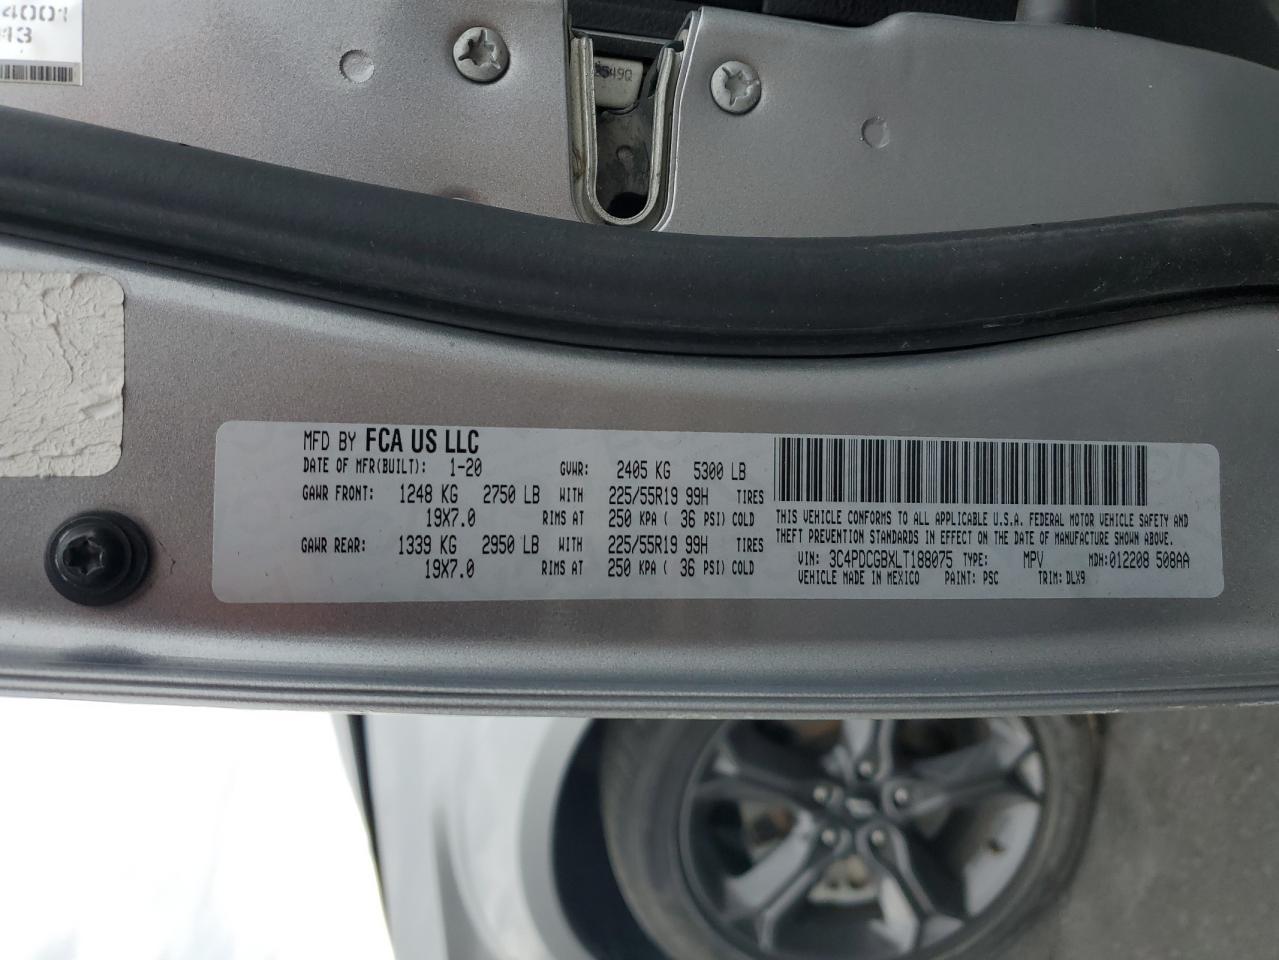 4001
13
549Q
MFD BY FCA US LLC
DATE OF MFR(BUILT): 1-20 GVWR: 2405 KG 5300 LB
GAWR FRONT: 1248 KG 2750 LB WITH 225/55R19 99H TIRES
19X7.0 RIMS AT 250 KPA ( 36 PSI) COLD
GAWR REAR: 1339 KG 2950 LB WITH 225/55R19 99H TIRES
19X7.0 RIMS AT 250 KPA ( 36 PSI) COLD
THIS VEHICLE CONFORMS TO ALL APPLICABLE U.S.A. FEDERAL MOTOR VEHICLE SAFETY AND
THEFT PREVENTION STANDARDS IN EFFECT ON THE DATE OF MANUFACTURE SHOWN ABOVE.
VIN: 3C4PDCGBXLT188075 TYPE: MPV MDH: 012208 508AA
VEHICLE MADE IN MEXICO PAINT: PSC TRIM: DLX9